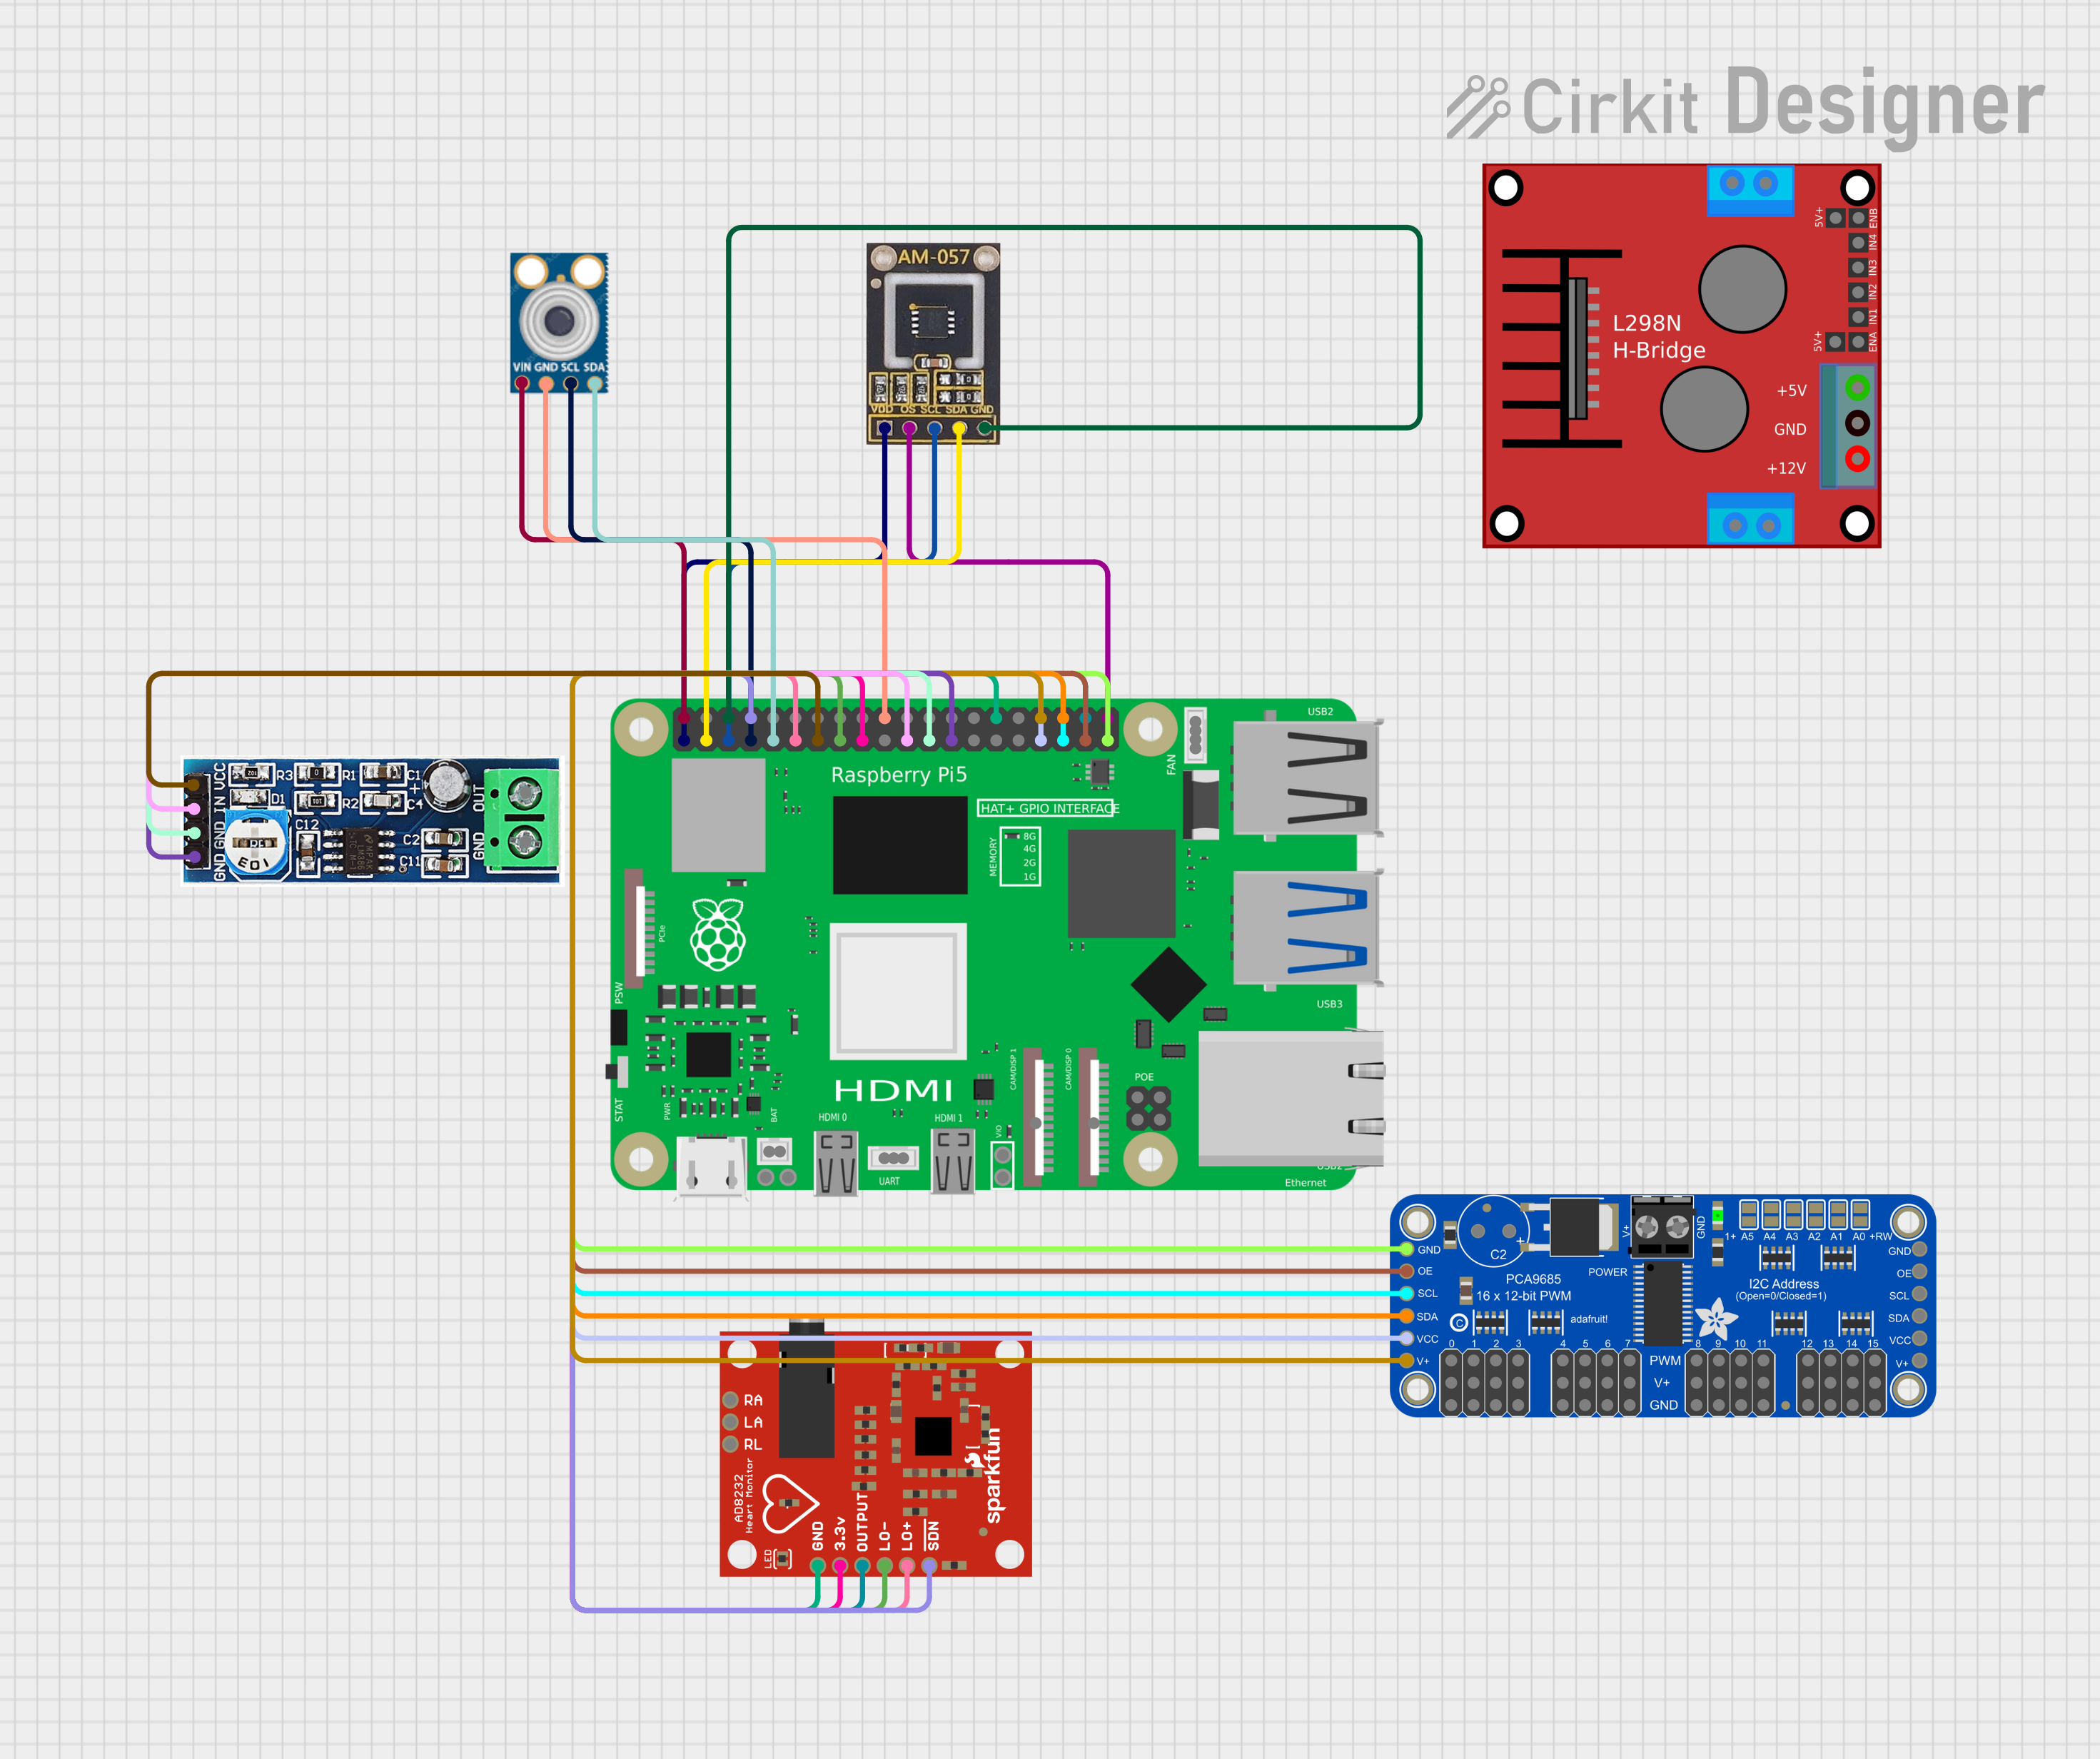 Cirkit Designer
VIN GND SCL SDA
AM-057
VDD OS SCL SDA GND
L298N
H-Bridge
5V+
ENB
IN4
IN3
IN2
IN1
5V+
ENA
+5V
GND
+12V
GND GND IN VCC
R3
R1
C1
+
D1
R2
C4
C12
C2
C11
OUT
GND
Raspberry Pi5
HAT+ GPIO INTERFACE
MEMORY
8G
4G
2G
1G
FAN
USB2
USB3
PCIe
PSW
STAT
PWR
BAT
HDMI
HDMI 0
HDMI 1
UART
VIO
CAM/DISP 1
CAM/DISP 0
POE
Ethernet
GND
OE
SCL
SDA
VCC
V+
C2
+
PCA9685
16 x 12-bit PWM
POWER
V+
GND
1+ A5 A4 A3 A2 A1 A0 +RW
I2C Address
(Open=0/Closed=1)
adafruit!
GND
OE
SCL
SDA
VCC
V+
0 1 2 3 4 5 6 7 8 9 10 11 12 13 14 15
PWM
V+
GND
RA
LA
RL
AD8232
Heart Monitor
sparkfun
LED
GND
3.3v
OUTPUT
LO-
LO+
SDN